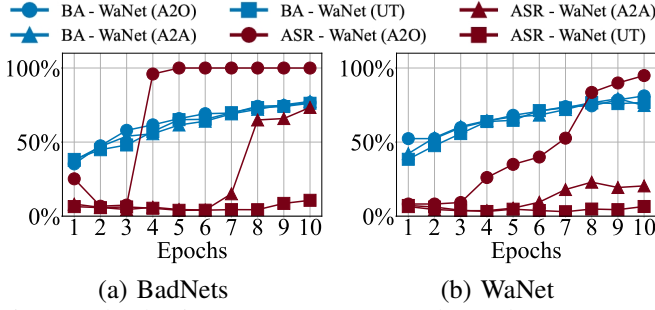 BA - WaNet (A2O) BA - WaNet (UT) ASR - WaNet (A2A)
BA - WaNet (A2A) ASR - WaNet (A2O) ASR - WaNet (UT)
100% 100%
50% 50%
0% 0%
1 2 3 4 5 6 7 8 9 10 1 2 3 4 5 6 7 8 9 10
Epochs Epochs
(a) BadNets (b) WaNet